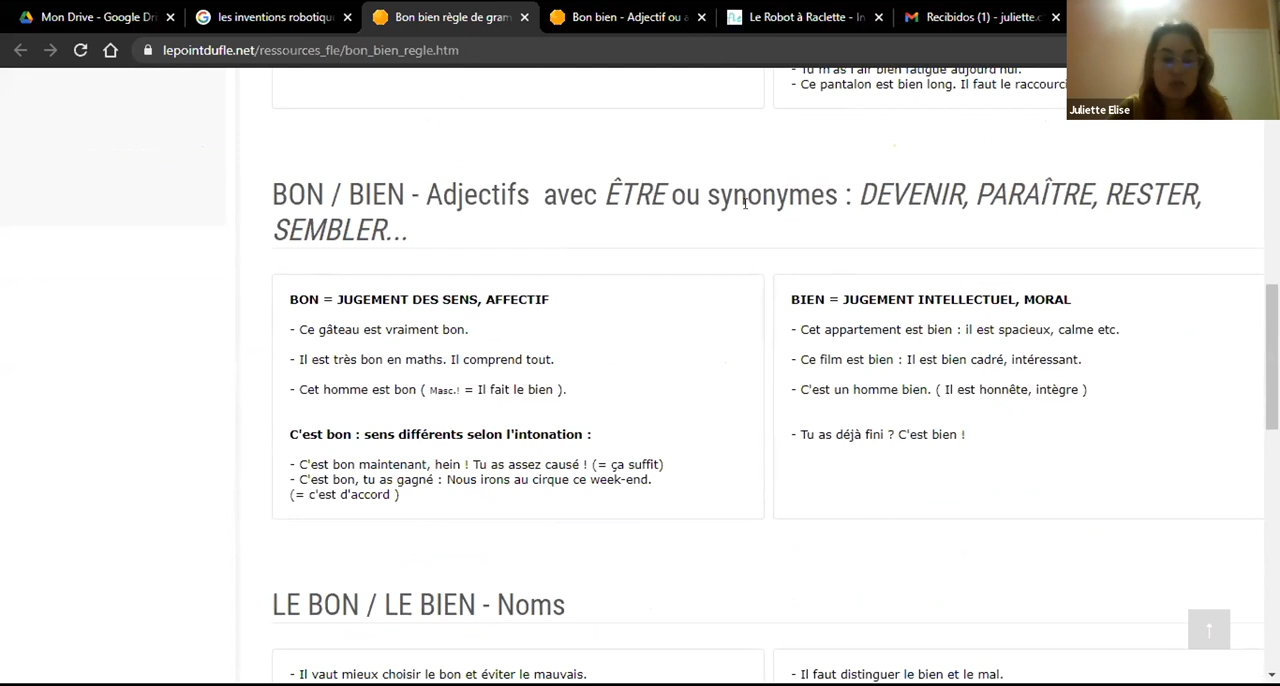 Mon Drive - Google Dri
les inventions robotiqu
Bon bien règle de gram
Bon bien - Adjectif ou a
Le Robot à Raclette - In
Recibidos (1) - juliette.c
lepointdufle.net/ressources_fle/bon_bien_regle.htm
Juliette Elise
- Tu m'as l'air bien fatigué aujourd'hui.
- Ce pantalon est bien long. Il faut le raccourci
BON / BIEN - Adjectifs avec ÊTRE ou synonymes : DEVENIR, PARAÎTRE, RESTER,
SEMBLER...
BON = JUGEMENT DES SENS, AFFECTIF
- Ce gâteau est vraiment bon.
- Il est très bon en maths. Il comprend tout.
- Cet homme est bon ( Masc.! = Il fait le bien ).
C'est bon : sens différents selon l'intonation :
- C'est bon maintenant, hein ! Tu as assez causé ! (= ça suffit)
- C'est bon, tu as gagné : Nous irons au cirque ce week-end.
(= c'est d'accord )
BIEN = JUGEMENT INTELLECTUEL, MORAL
- Cet appartement est bien : il est spacieux, calme etc.
- Ce film est bien : Il est bien cadré, intéressant.
- C'est un homme bien. ( Il est honnête, intègre )
- Tu as déjà fini ? C'est bien !
LE BON / LE BIEN - Noms
- Il vaut mieux choisir le bon et éviter le mauvais.
- Il faut distinguer le bien et le mal.